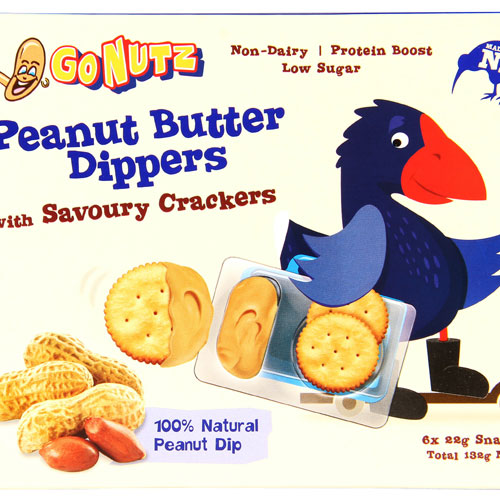 GO NUTZ
Non-Dairy | Protein Boost
Low Sugar
Peanut Butter
Dippers
with Savoury Crackers
100% Natural
Peanut Dip
6x 22g
Total 132g